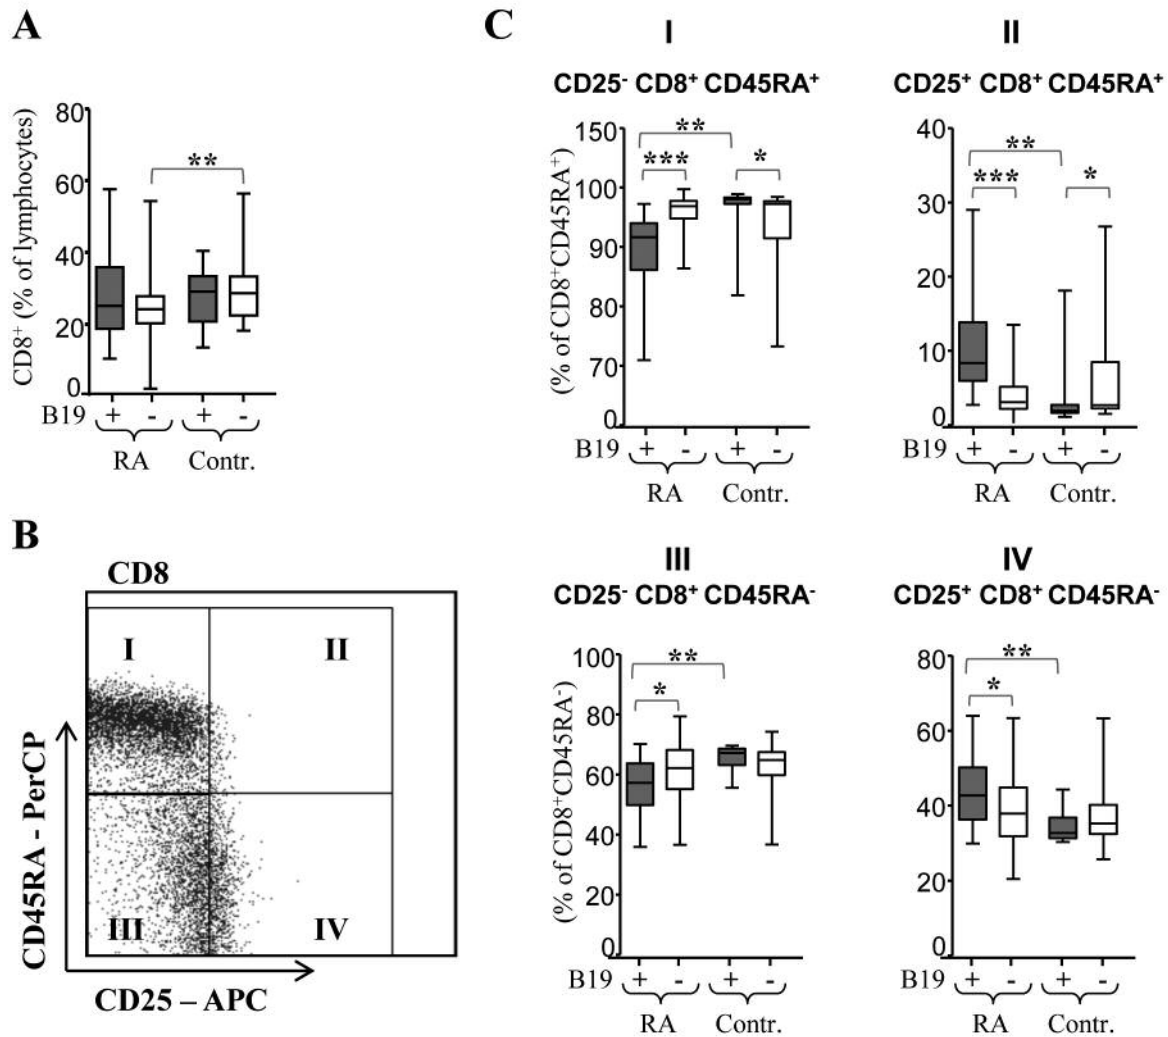 A
CD8⁺ (% of lymphocytes)
80
60
40
20
0
**
B19 + - + -
RA Contr.
B
CD8
I II
III IV
CD45RA - PerCP
CD25 – APC
C
I
CD25⁻ CD8⁺ CD45RA⁺
(% of CD8⁺CD45RA⁺)
150
100
90
80
70
0
**
*** *
B19 + - + -
RA Contr.
II
CD25⁺ CD8⁺ CD45RA⁺
40
30
20
10
0
**
*** *
B19 + - + -
RA Contr.
III
CD25⁻ CD8⁺ CD45RA⁻
(% of CD8⁺CD45RA⁻)
100
80
60
40
20
0
**
*
B19 + - + -
RA Contr.
IV
CD25⁺ CD8⁺ CD45RA⁻
80
60
40
20
0
**
*
B19 + - + -
RA Contr.